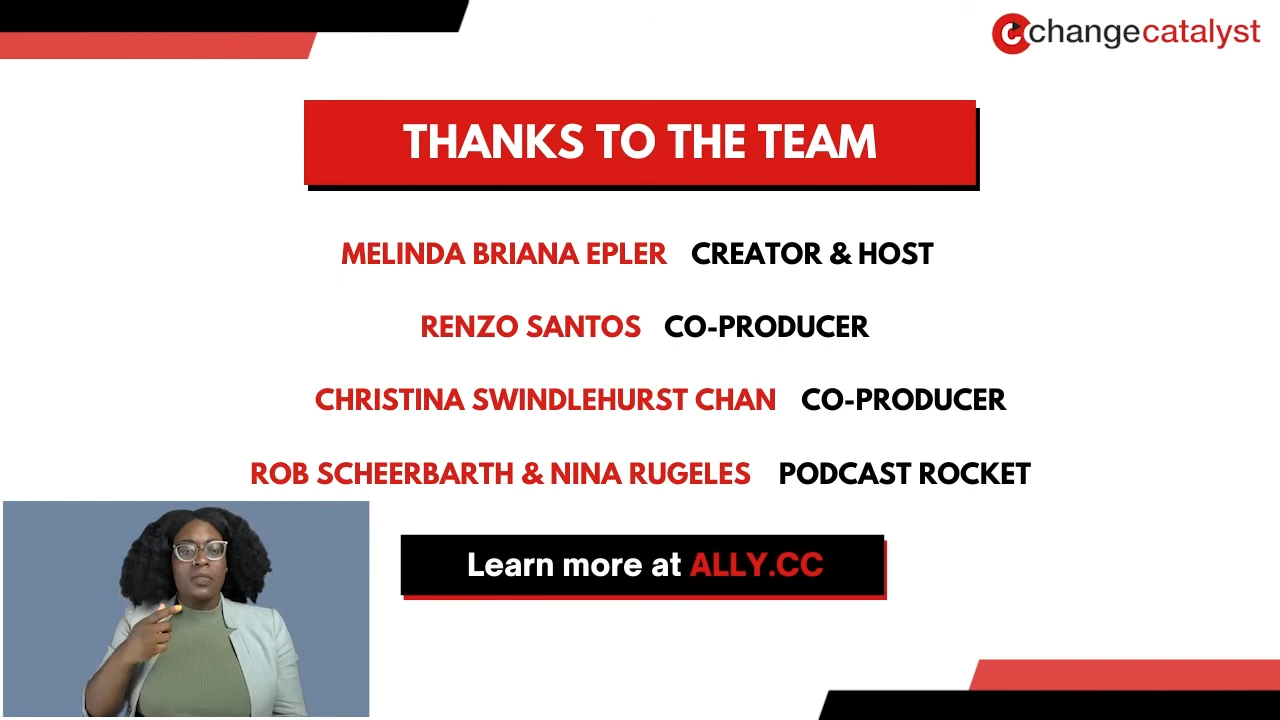 changecatalyst
THANKS TO THE TEAM
MELINDA BRIANA EPLER CREATOR & HOST
RENZO SANTOS CO-PRODUCER
CHRISTINA SWINDLEHURST CHAN CO-PRODUCER
ROB SCHEERBARTH & NINA RUGELES PODCAST ROCKET
Learn more at ALLY.CC